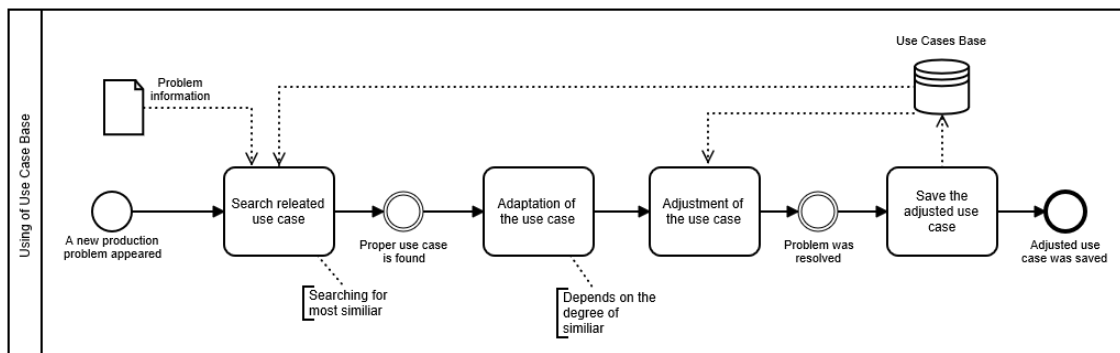 Using of Use Case Base
Use Cases Base
Problem
information
Search releated
use case
Adaptation of
the use case
Adjustment of
the use case
Save the
adjusted use
case
A new production
problem appeared
Proper use case
is found
Problem was
resolved
Adjusted use
case was saved
Searching for
most similiar
Depends on the
degree of
similiar